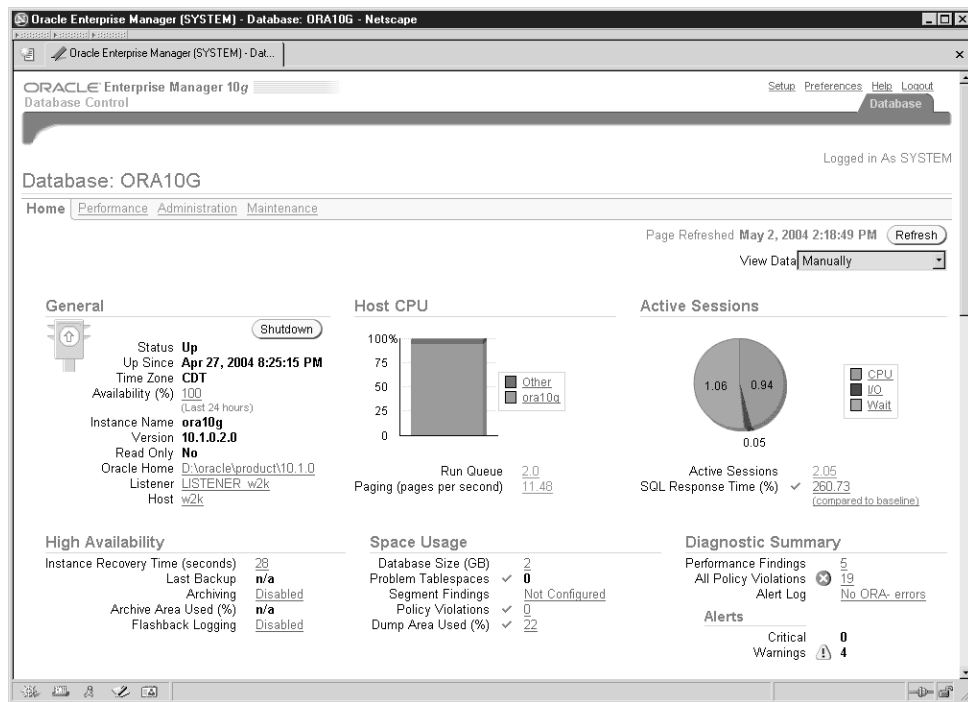 Oracle Enterprise Manager (SYSTEM) - Database: ORA10G - Netscape
Oracle Enterprise Manager (SYSTEM) - Dat...
ORACLE Enterprise Manager 10g
Database Control
Setup Preferences Help Logout
Database
Logged in As SYSTEM
Database: ORA10G
Home Performance Administration Maintenance
Page Refreshed May 2, 2004 2:18:49 PM Refresh
View Data Manually
General
Shutdown
Status Up
Up Since Apr 27, 2004 8:25:15 PM
Time Zone CDT
Availability (%) 100
(Last 24 hours)
Instance Name ora10g
Version 10.1.0.2.0
Read Only No
Oracle Home D:\oracle\product\10.1.0
Listener LISTENER_w2k
Host w2k
Host CPU
100%
75
50
25
0
Other
ora10g
Run Queue 2.0
Paging (pages per second) 11.48
Active Sessions
1.06
0.94
0.05
CPU
I/O
Wait
Active Sessions 2.05
SQL Response Time (%) 260.73
(compared to baseline)
High Availability
Instance Recovery Time (seconds) 28
Last Backup n/a
Archiving Disabled
Archive Area Used (%) n/a
Flashback Logging Disabled
Space Usage
Database Size (GB) 2
Problem Tablespaces 0
Segment Findings Not Configured
Policy Violations 0
Dump Area Used (%) 22
Diagnostic Summary
Performance Findings 5
All Policy Violations 19
Alert Log No ORA- errors
Alerts
Critical 0
Warnings 4